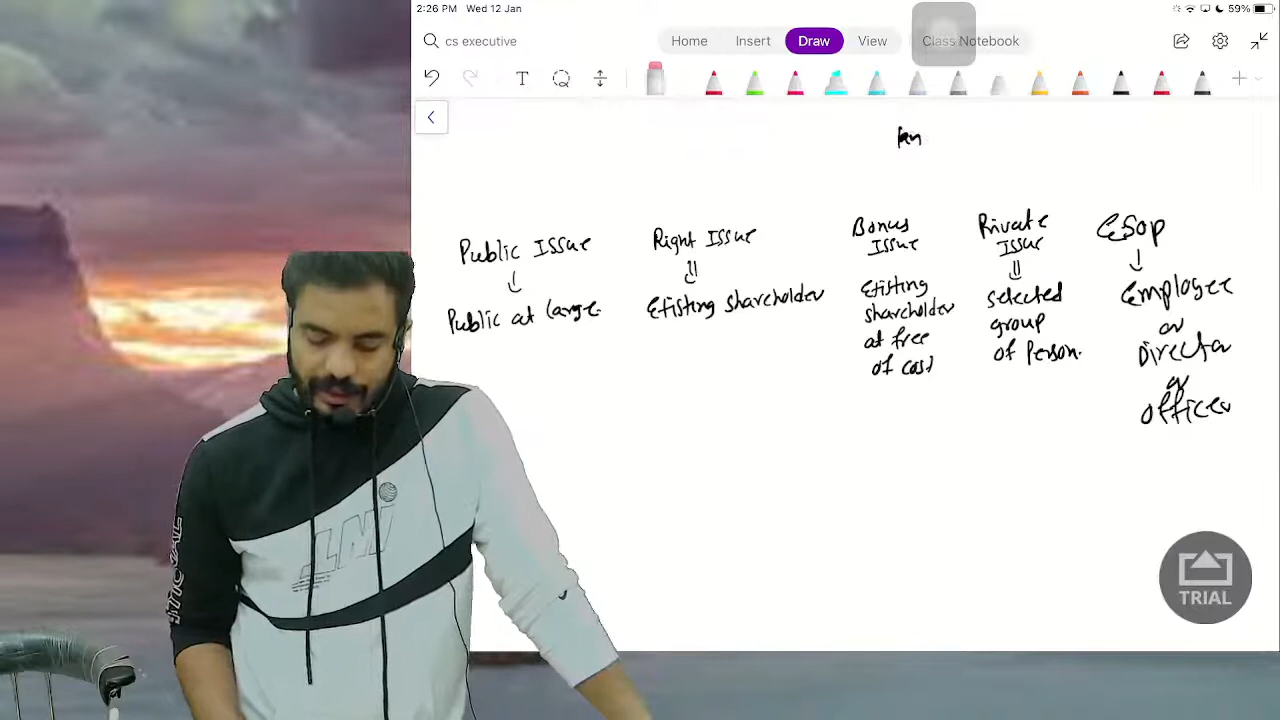 2:26 PM Wed 12 Jan
59%
cs executive
Home Insert Draw View Class Notebook
T
Public Issue
Public at large.
Right Issue
Etisting shareholder
Bonus
Issue
Etisting
shareholder
at free
of cost
Private
Issue
selected
group
of Person.
ESOP
Employee
or
Director
or
officer
TRIAL